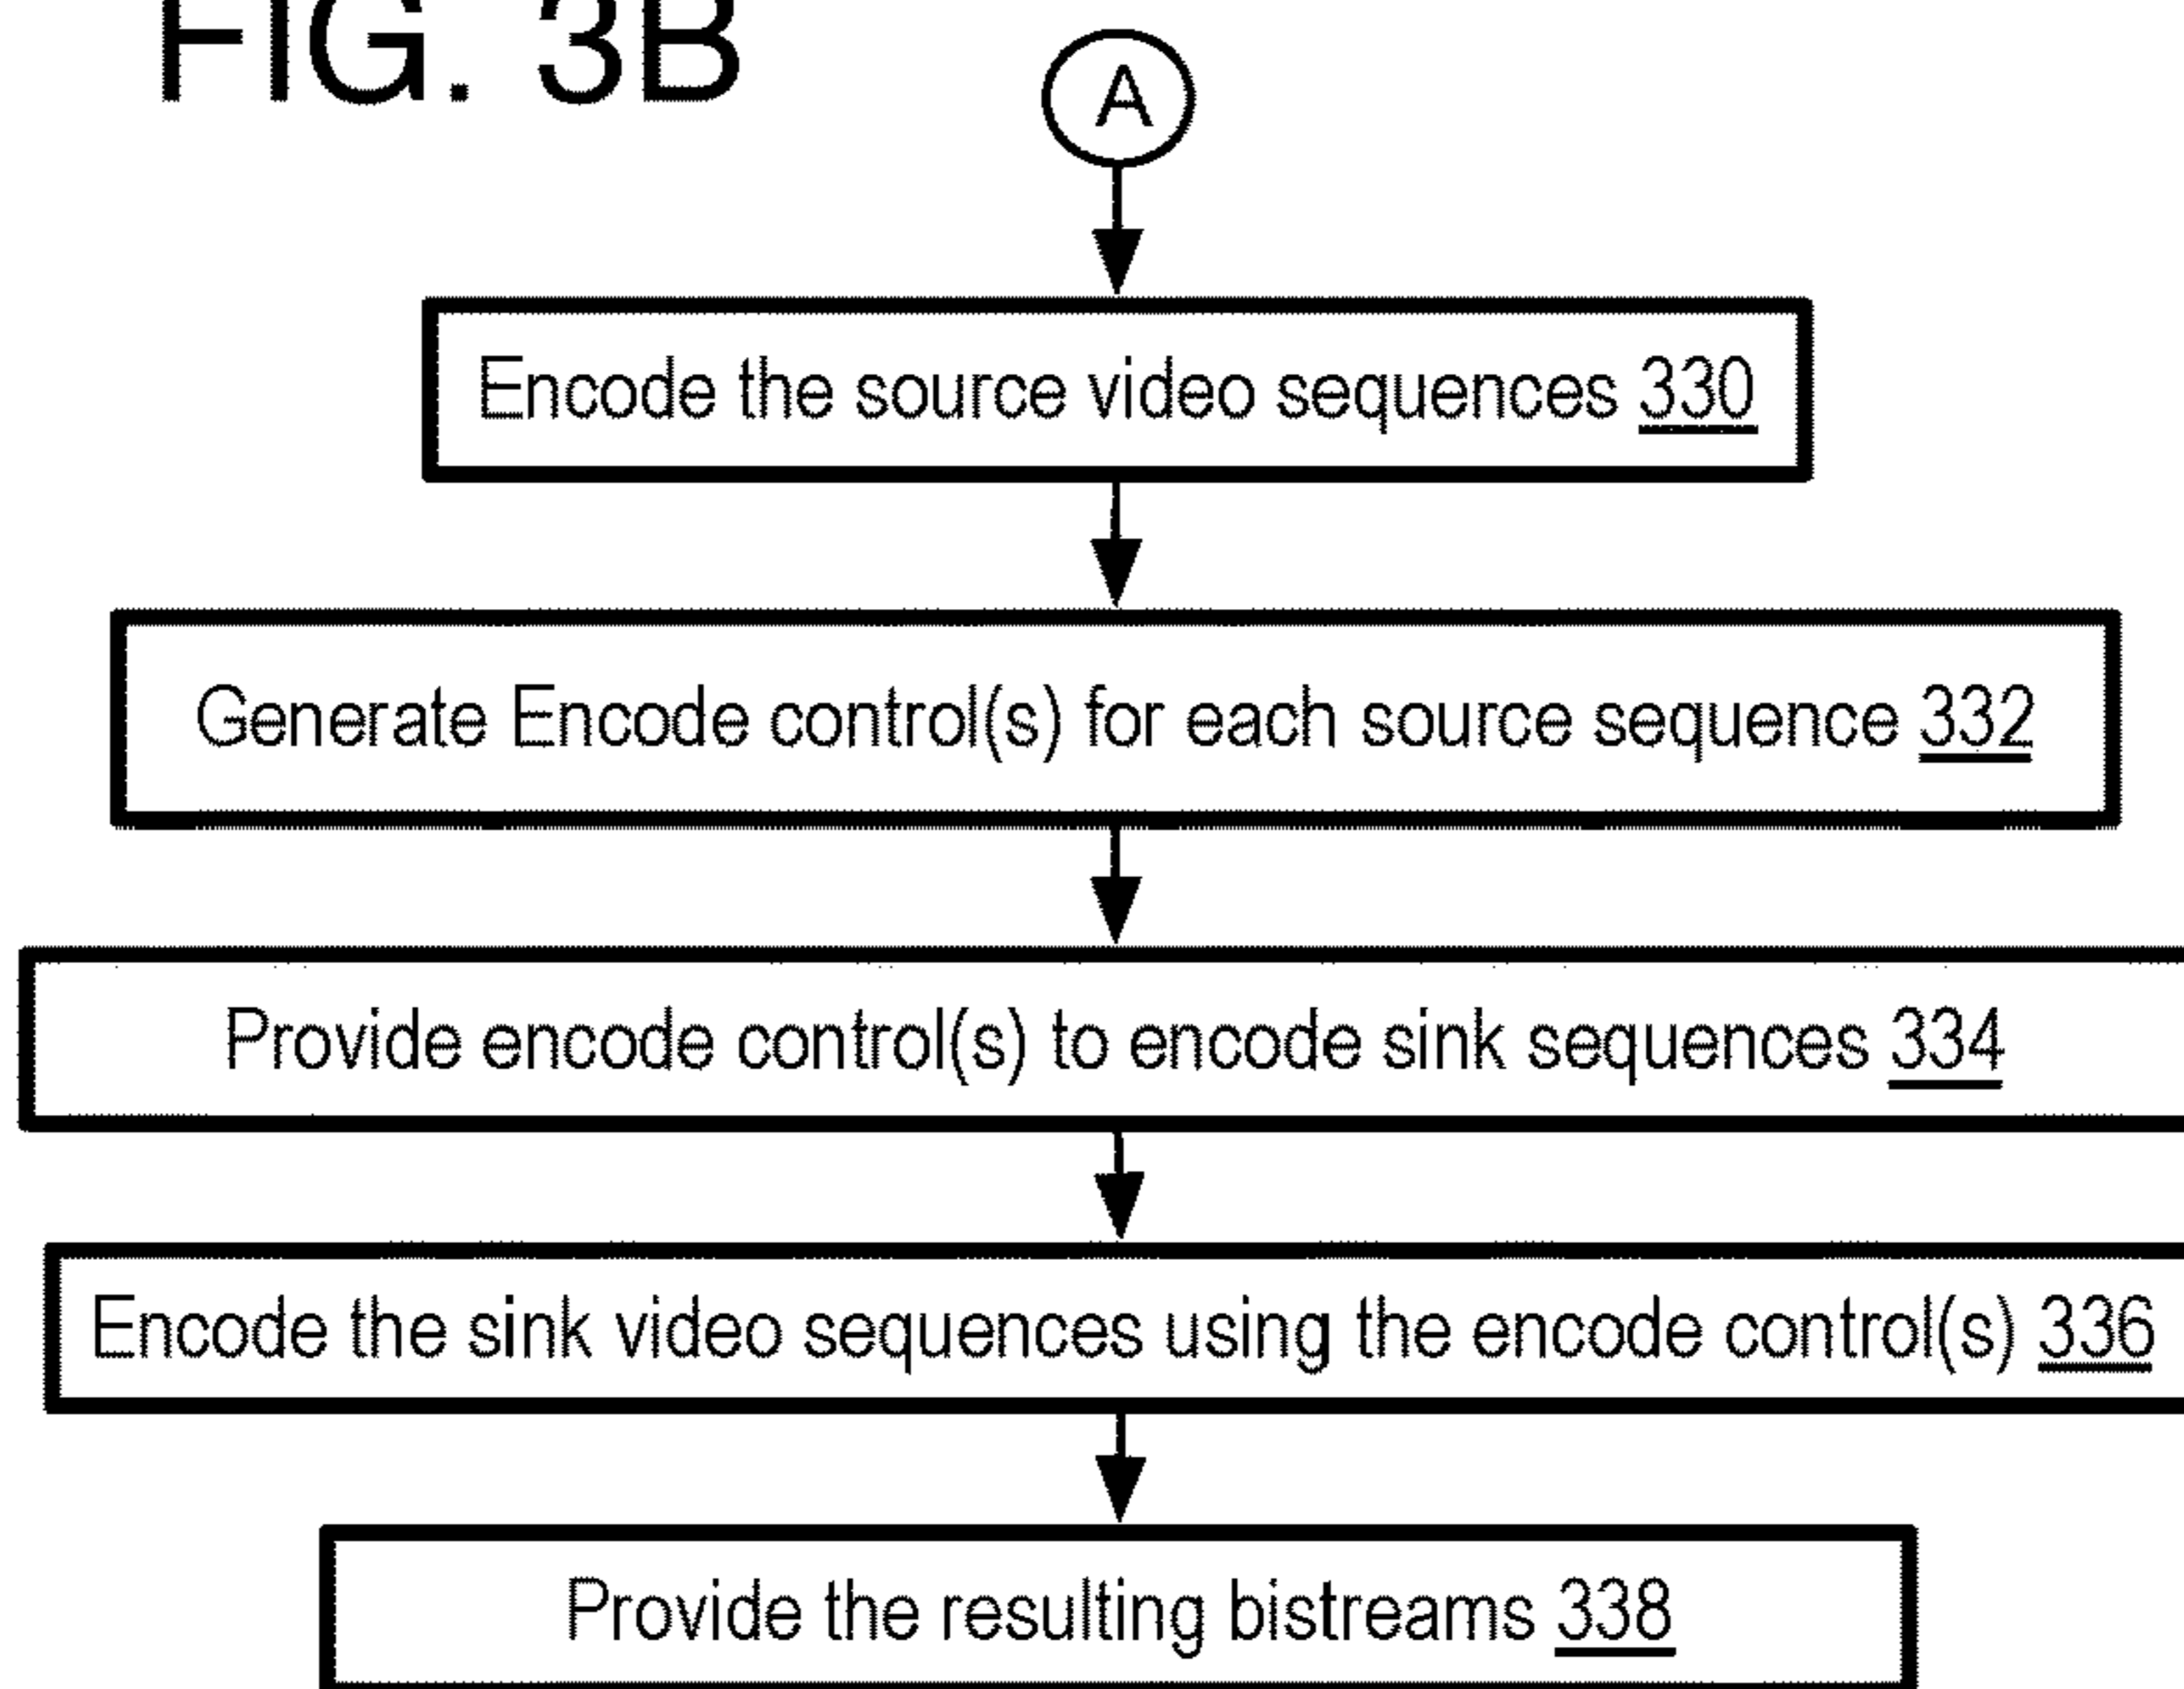 FIG. 3B
A
Encode the source video sequences 330
Generate Encode control(s) for each source sequence 332
Provide encode control(s) to encode sink sequences 334
Encode the sink video sequences using the encode control(s) 336
Provide the resulting bistreams 338